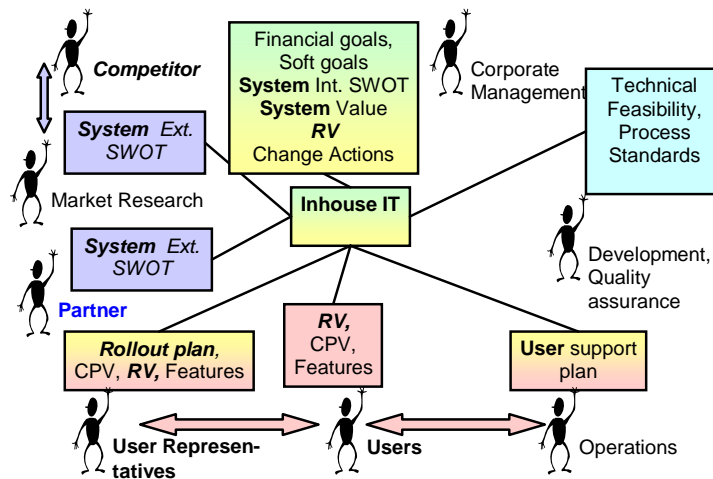 Competitor
Financial goals,
Soft goals
System Int. SWOT
System Value
RV
Change Actions
Corporate
Management
Technical
Feasibility,
Process
Standards
System Ext.
SWOT
Market Research
Inhouse IT
System Ext.
SWOT
Partner
Development,
Quality
assurance
Rollout plan,
CPV, RV, Features
RV,
CPV,
Features
User support
plan
User Represen-
tatives
Users
Operations